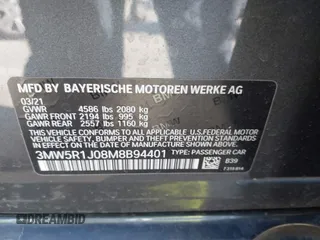 MFD BY BAYERISCHE MOTOREN WERKE AG
03/21
GVWR 4586 lbs 2080 kg
GAWR FRONT 2194 lbs 995 kg
GAWR REAR 2557 lbs 1160 kg
THIS VEHICLE CONFORMS TO ALL APPLICABLE U.S. FEDERAL
MOTOR VEHICLE SAFETY, BUMPER, AND THEFT PREVENTION
STANDARDS IN EFFECT ON THE DATE OF MANUFACTURE SHOWN ABOVE.
3MW5R1J08M8B94401 TYPE: PASSENGER CAR
B39
DREAMBID